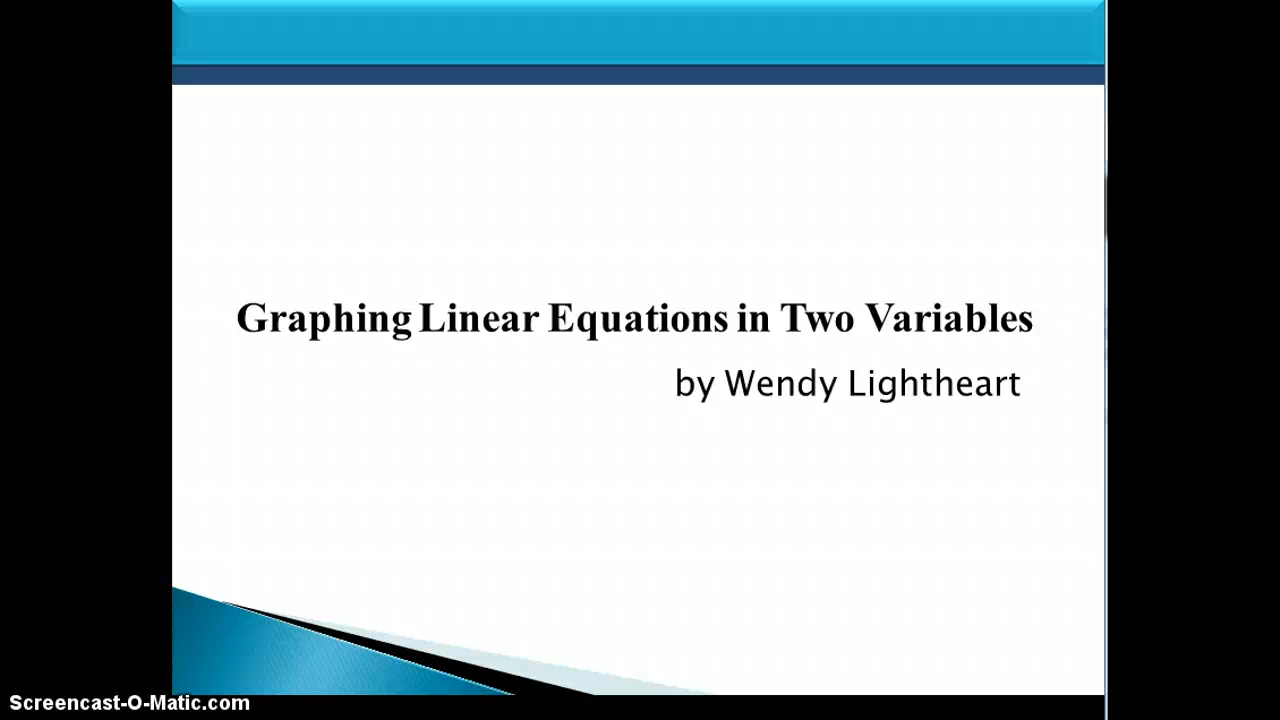 Graphing Linear Equations in Two Variables
by Wendy Lightheart
Screencast-O-Matic.com